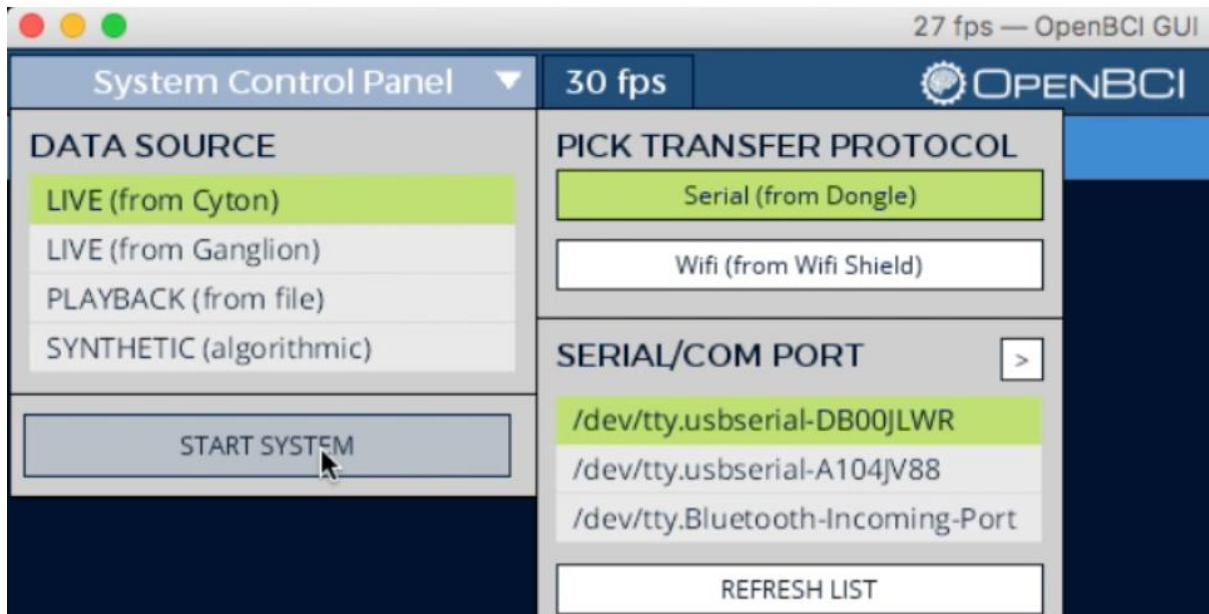 27 fps — OpenBCI GUI
System Control Panel
30 fps
OPENBCI
DATA SOURCE
LIVE (from Cyton)
LIVE (from Ganglion)
PLAYBACK (from file)
SYNTHETIC (algorithmic)
START SYSTEM
PICK TRANSFER PROTOCOL
Serial (from Dongle)
Wifi (from Wifi Shield)
SERIAL/COM PORT >
/dev/tty.usbserial-DB00JLWR
/dev/tty.usbserial-A104JV88
/dev/tty.Bluetooth-Incoming-Port
REFRESH LIST